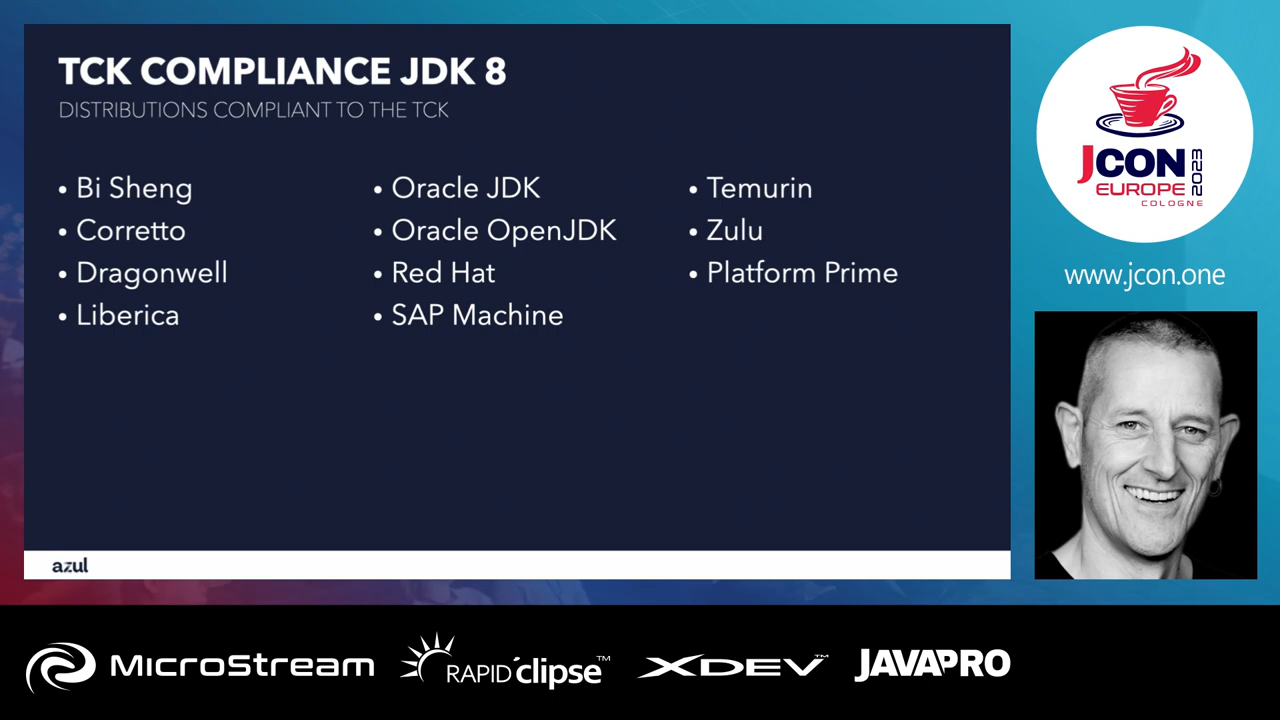 TCK COMPLIANCE JDK 8
DISTRIBUTIONS COMPLIANT TO THE TCK
• Bi Sheng
• Corretto
• Dragonwell
• Liberica
• Oracle JDK
• Oracle OpenJDK
• Red Hat
• SAP Machine
• Temurin
• Zulu
• Platform Prime
azul
JCON 2023
EUROPE
COLOGNE
www.jcon.one
MicroStream
RAPID clipse™
XDEV™
JAVAPRO